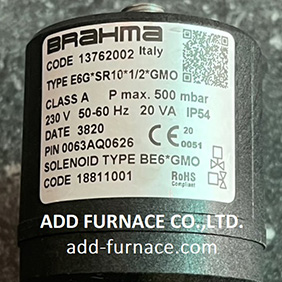 BRAHMA
CODE 13762002 Italy
TYPE E6G*SR10*1/2*GMO
CLASS A P max. 500 mbar
230 V 50-60 Hz 20 VA IP54
DATE 3820
PIN 0063AQ0626
CE 20
0051
SOLENOID TYPE BE6*GMO
CODE 18811001
RoHS
Compliant
ADD FURNACE CO.,LTD.
add-furnace.com